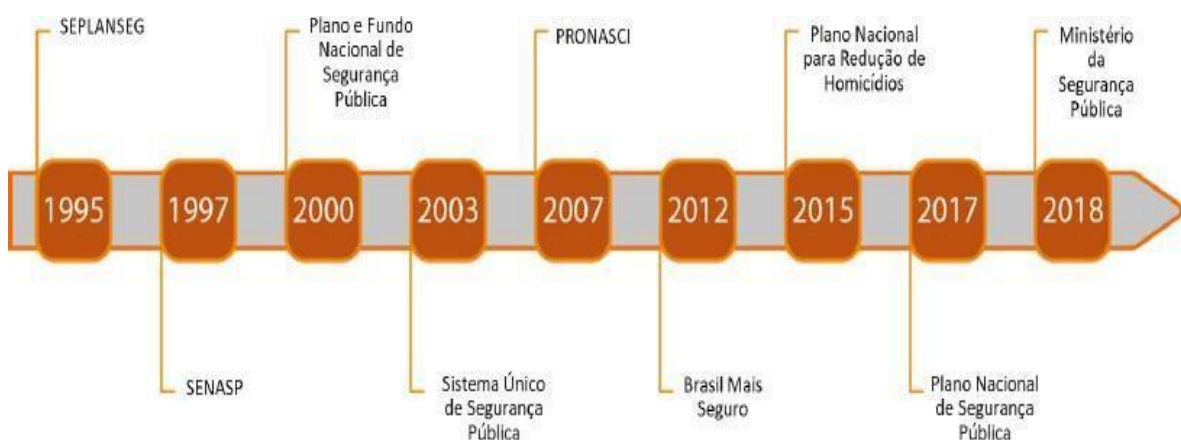 SEPLANSEG
Plano e Fundo
Nacional de
Segurança
Pública
PRONASCI
Plano Nacional
para Redução de
Homicídios
Ministério
da
Segurança
Pública
1995
1997
2000
2003
2007
2012
2015
2017
2018
SENASP
Sistema Único
de Segurança
Pública
Brasil Mais
Seguro
Plano Nacional
de Segurança
Pública